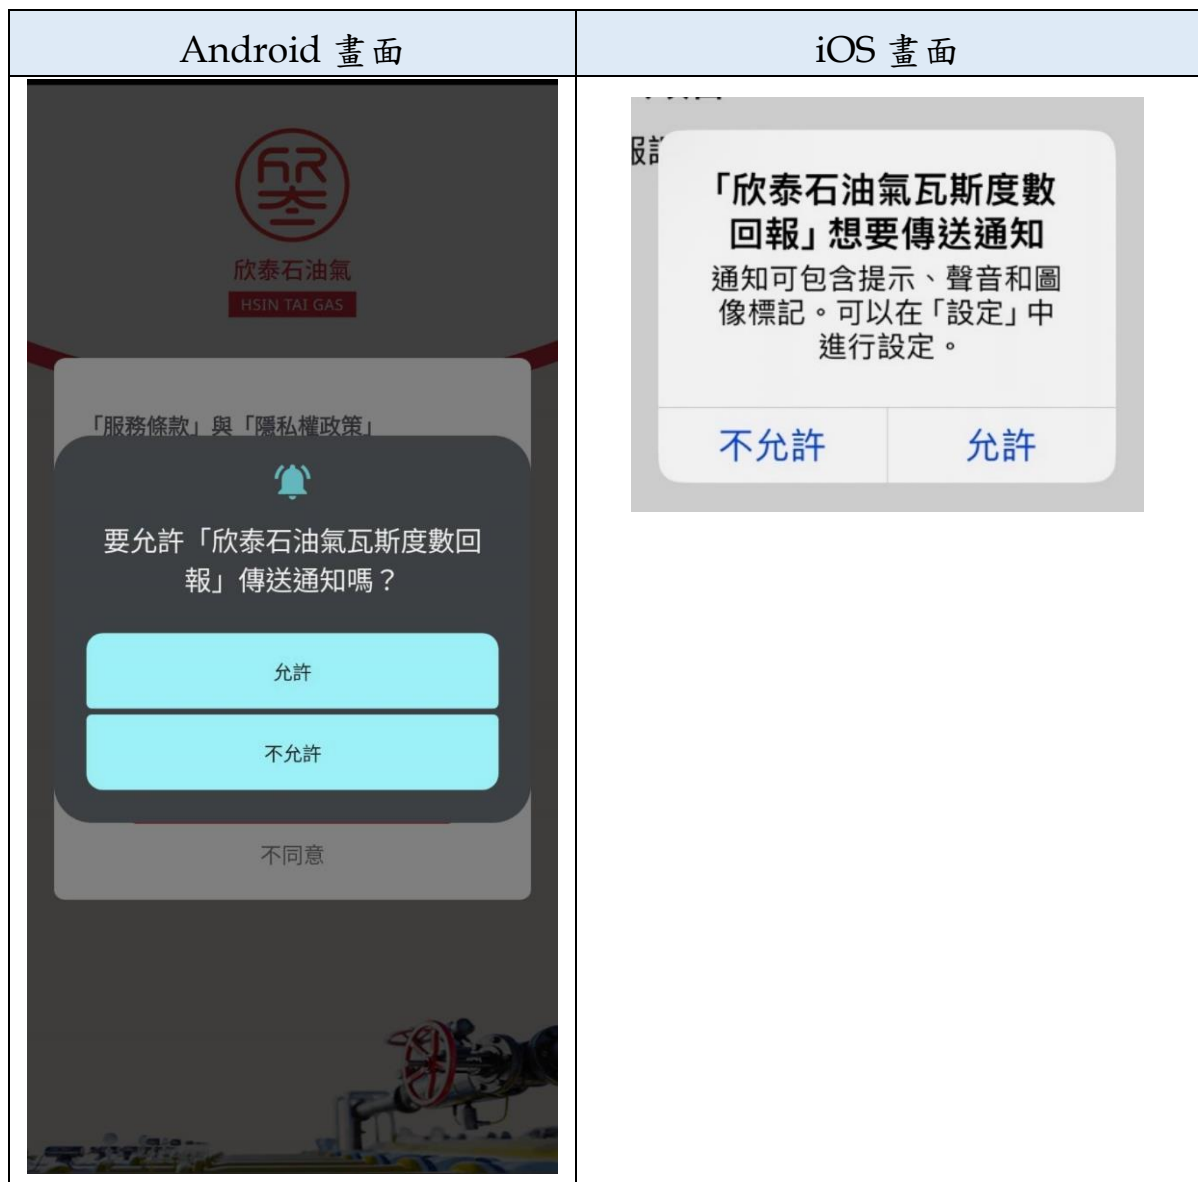 Android 畫面
iOS 畫面
欣泰
欣泰石油氣
HSIN TAI GAS
「服務條款」與「隱私權政策」
要允許「欣泰石油氣瓦斯度數回
報」傳送通知嗎？
允許
不允許
不同意
「欣泰石油氣瓦斯度數
回報」想要傳送通知
通知可包含提示、聲音和圖
像標記。可以在「設定」中
進行設定。
不允許
允許